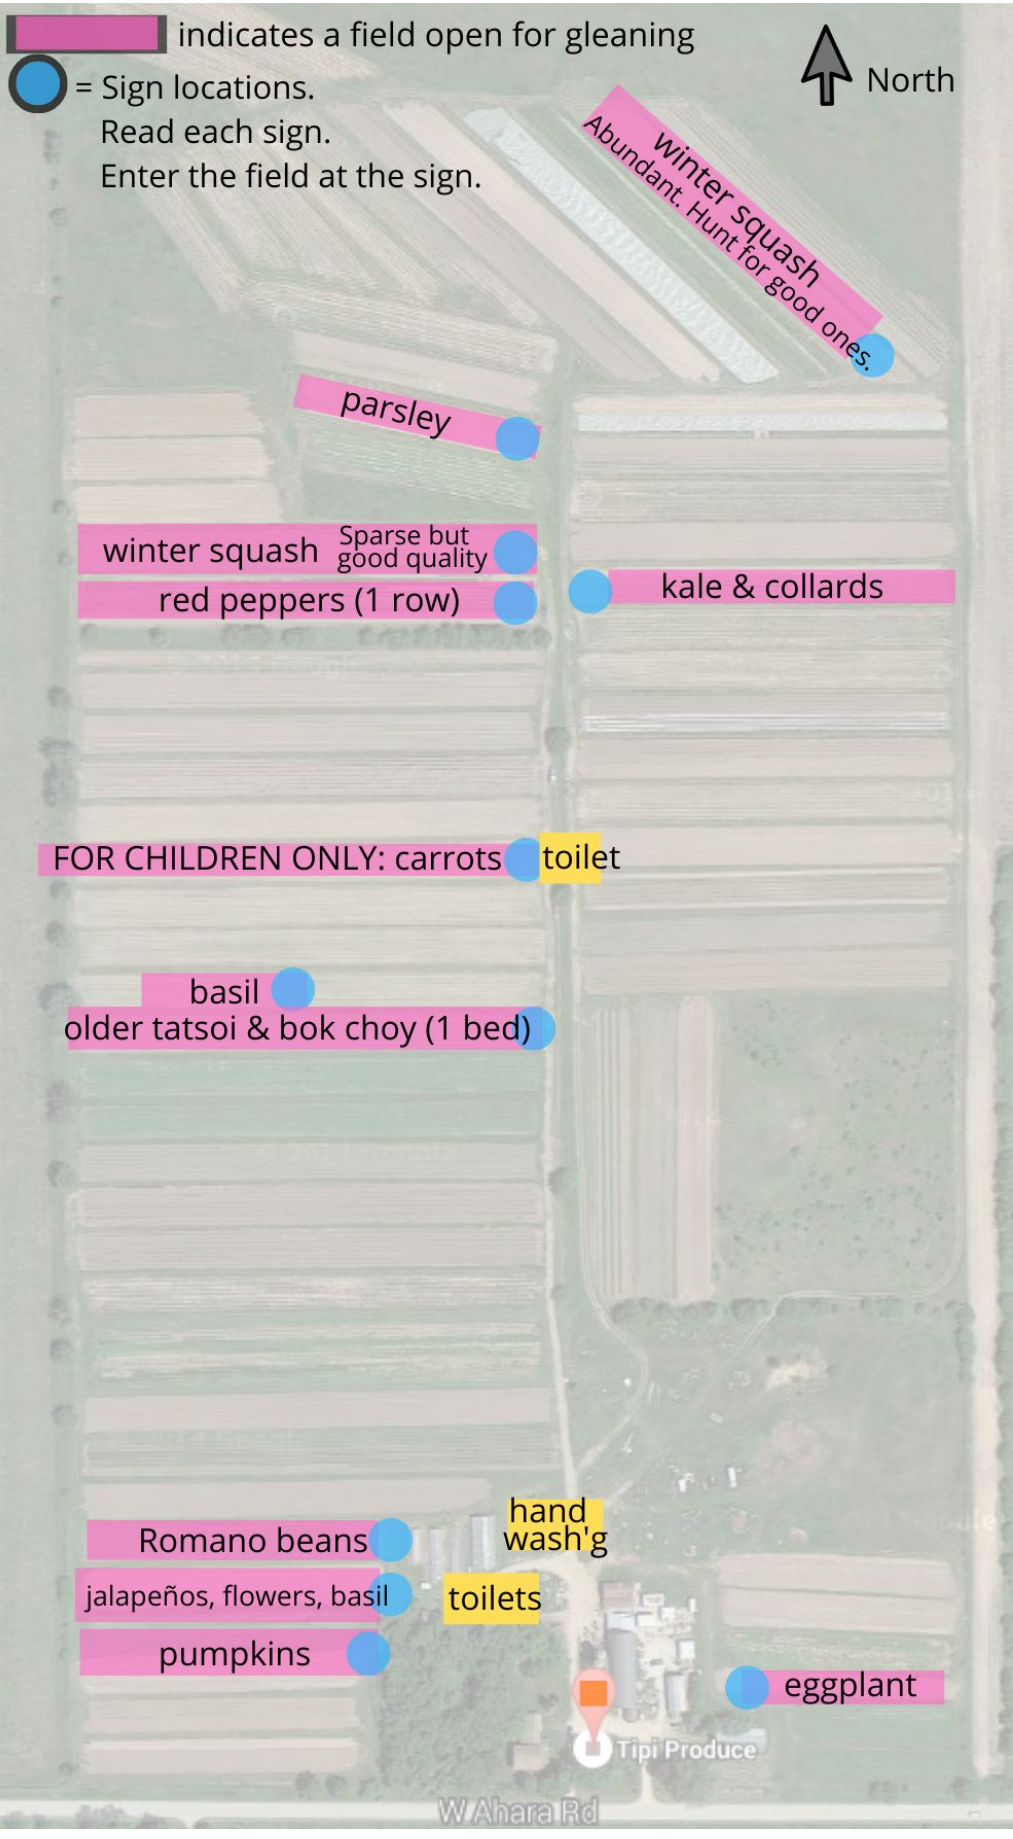 indicates a field open for gleaning
= Sign locations.
Read each sign.
Enter the field at the sign.
North
winter squash
Abundant. Hunt for good ones.
parsley
winter squash
Sparse but
good quality
red peppers (1 row)
kale & collards
FOR CHILDREN ONLY: carrots
toilet
basil
older tatsoi & bok choy (1 bed)
hand
wash'g
Romano beans
jalapeños, flowers, basil
toilets
pumpkins
eggplant
Tipi Produce
W Ahara Rd